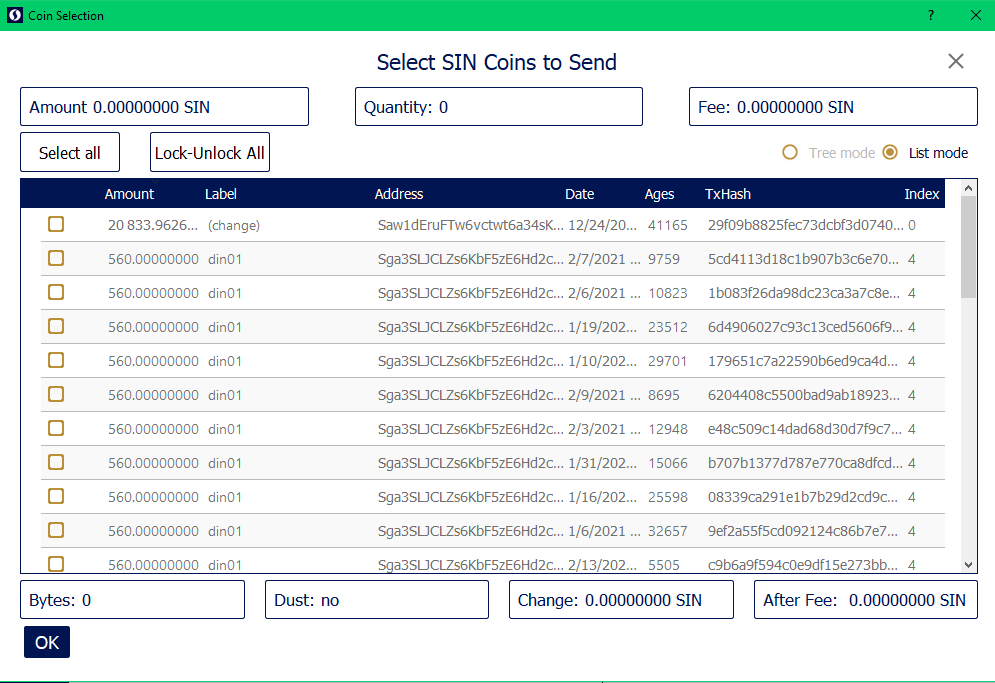 Coin Selection ?
Select SIN Coins to Send
Amount 0.00000000 SIN Quantity: 0 Fee: 0.00000000 SIN
Select all Lock-Unlock All Tree mode List mode
Amount Label Address Date Ages TxHash Index
20 833.9626... (change) Saw1dEruFTw6vctwt6a34sK... 12/24/20... 41165 29f09b8825fec73dcbf3d0740... 0
560.00000000 din01 Sga3SLJCLZs6KbF5zE6Hd2c... 2/7/2021 ... 9759 5cd4113d18c1b907b3c6e70... 4
560.00000000 din01 Sga3SLJCLZs6KbF5zE6Hd2c... 2/6/2021 ... 10823 1b083f26da98dc23ca3a7c8e... 4
560.00000000 din01 Sga3SLJCLZs6KbF5zE6Hd2c... 1/19/202... 23512 6d4906027c93c13ced5606f9... 4
560.00000000 din01 Sga3SLJCLZs6KbF5zE6Hd2c... 1/10/202... 29701 179651c7a22590b6ed9ca4d... 4
560.00000000 din01 Sga3SLJCLZs6KbF5zE6Hd2c... 2/9/2021 ... 8695 6204408c5500bad9ab18923... 4
560.00000000 din01 Sga3SLJCLZs6KbF5zE6Hd2c... 2/3/2021 ... 12948 e48c509c14dad68d30d7f9c7... 4
560.00000000 din01 Sga3SLJCLZs6KbF5zE6Hd2c... 1/31/202... 15066 b707b1377d787e770ca8dfcd... 4
560.00000000 din01 Sga3SLJCLZs6KbF5zE6Hd2c... 1/16/202... 25598 08339ca291e1b7b29d2cd9c... 4
560.00000000 din01 Sga3SLJCLZs6KbF5zE6Hd2c... 1/6/2021 ... 32657 9ef2a55f5cd092124c86b7e7... 4
560.00000000 din01 Sga3SLJCLZs6KbF5zE6Hd2c... 2/13/202... 5505 c9b6a9f594c0e9df15e273bb... 4
Bytes: 0 Dust: no Change: 0.00000000 SIN After Fee: 0.00000000 SIN
OK